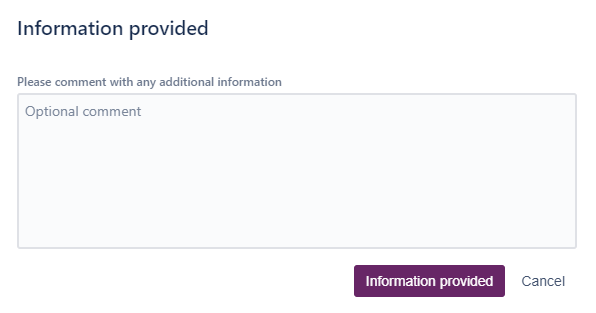 Information provided
Please comment with any additional information
Optional comment
Information provided
Cancel